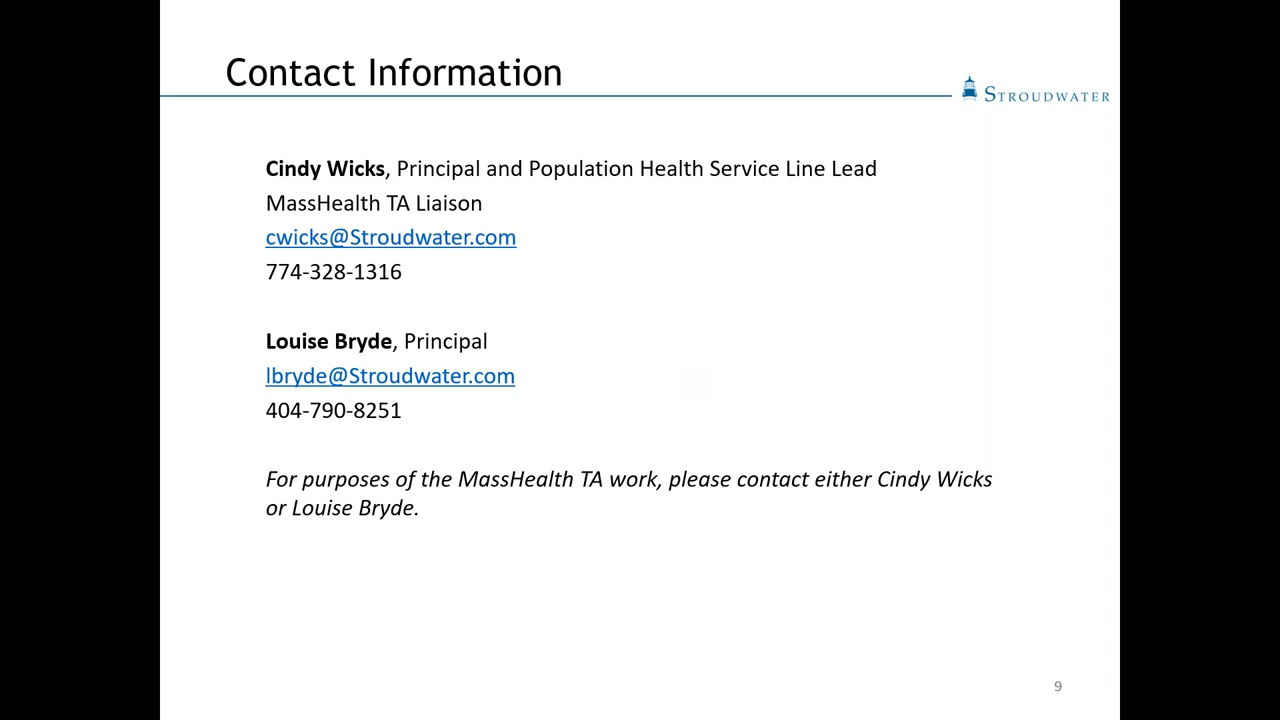 Contact Information
STROUDWATER
Cindy Wicks, Principal and Population Health Service Line Lead
MassHealth TA Liaison
cwicks@Stroudwater.com
774-328-1316
Louise Bryde, Principal
lbryde@Stroudwater.com
404-790-8251
For purposes of the MassHealth TA work, please contact either Cindy Wicks
or Louise Bryde.
9